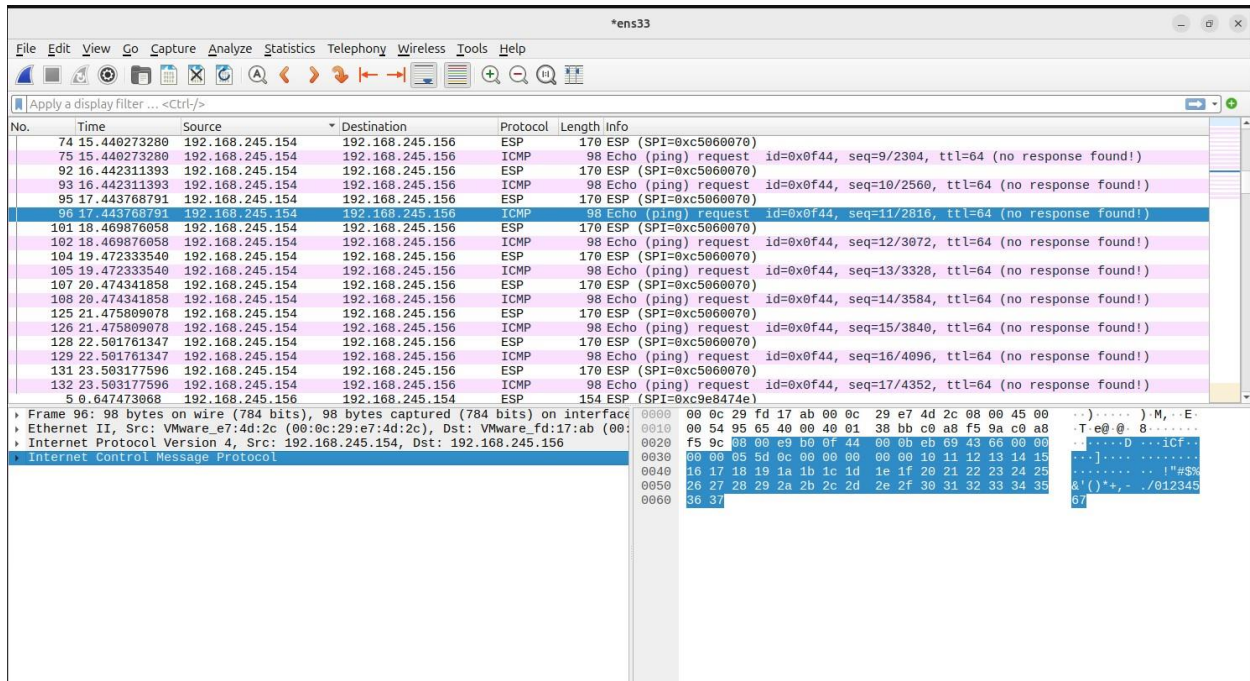 *ens33
File Edit View Go Capture Analyze Statistics Telephony Wireless Tools Help
Apply a display filter … <Ctrl-/>
No. Time Source Destination Protocol Length Info
74 15.440273280 192.168.245.154 192.168.245.156 ESP 170 ESP (SPI=0xc5060070)
75 15.440273280 192.168.245.154 192.168.245.156 ICMP 98 Echo (ping) request id=0x0f44, seq=9/2304, ttl=64 (no response found!)
92 16.442311393 192.168.245.154 192.168.245.156 ESP 170 ESP (SPI=0xc5060070)
93 16.442311393 192.168.245.154 192.168.245.156 ICMP 98 Echo (ping) request id=0x0f44, seq=10/2560, ttl=64 (no response found!)
95 17.443768791 192.168.245.154 192.168.245.156 ESP 170 ESP (SPI=0xc5060070)
96 17.443768791 192.168.245.154 192.168.245.156 ICMP 98 Echo (ping) request id=0x0f44, seq=11/2816, ttl=64 (no response found!)
101 18.469876058 192.168.245.154 192.168.245.156 ESP 170 ESP (SPI=0xc5060070)
102 18.469876058 192.168.245.154 192.168.245.156 ICMP 98 Echo (ping) request id=0x0f44, seq=12/3072, ttl=64 (no response found!)
104 19.472333540 192.168.245.154 192.168.245.156 ESP 170 ESP (SPI=0xc5060070)
105 19.472333540 192.168.245.154 192.168.245.156 ICMP 98 Echo (ping) request id=0x0f44, seq=13/3328, ttl=64 (no response found!)
107 20.474341858 192.168.245.154 192.168.245.156 ESP 170 ESP (SPI=0xc5060070)
108 20.474341858 192.168.245.154 192.168.245.156 ICMP 98 Echo (ping) request id=0x0f44, seq=14/3584, ttl=64 (no response found!)
125 21.475809078 192.168.245.154 192.168.245.156 ESP 170 ESP (SPI=0xc5060070)
126 21.475809078 192.168.245.154 192.168.245.156 ICMP 98 Echo (ping) request id=0x0f44, seq=15/3840, ttl=64 (no response found!)
128 22.501761347 192.168.245.154 192.168.245.156 ESP 170 ESP (SPI=0xc5060070)
129 22.501761347 192.168.245.154 192.168.245.156 ICMP 98 Echo (ping) request id=0x0f44, seq=16/4096, ttl=64 (no response found!)
131 23.503177596 192.168.245.154 192.168.245.156 ESP 170 ESP (SPI=0xc5060070)
132 23.503177596 192.168.245.154 192.168.245.156 ICMP 98 Echo (ping) request id=0x0f44, seq=17/4352, ttl=64 (no response found!)
5 0.647473068 192.168.245.156 192.168.245.154 ESP 154 ESP (SPI=0xc9e8474e)
Frame 96: 98 bytes on wire (784 bits), 98 bytes captured (784 bits) on interface
Ethernet II, Src: VMware_e7:4d:2c (00:0c:29:e7:4d:2c), Dst: VMware_fd:17:ab (00:
Internet Protocol Version 4, Src: 192.168.245.154, Dst: 192.168.245.156
Internet Control Message Protocol
0000 00 0c 29 fd 17 ab 00 0c 29 e7 4d 2c 08 00 45 00 ··)····· )·M,··E·
0010 00 54 95 65 40 00 40 01 38 bb c0 a8 f5 9a c0 a8 ·T·e@·@· 8·······
0020 f5 9c 08 00 e9 b0 0f 44 00 0b eb 69 43 66 00 00 ·······D ···iCf··
0030 00 00 05 5d 0c 00 00 00 00 00 10 11 12 13 14 15 ···]···· ········
0040 16 17 18 19 1a 1b 1c 1d 1e 1f 20 21 22 23 24 25 ········ ·· !"#$%
0050 26 27 28 29 2a 2b 2c 2d 2e 2f 30 31 32 33 34 35 &'()*+,- ./012345
0060 36 37 67